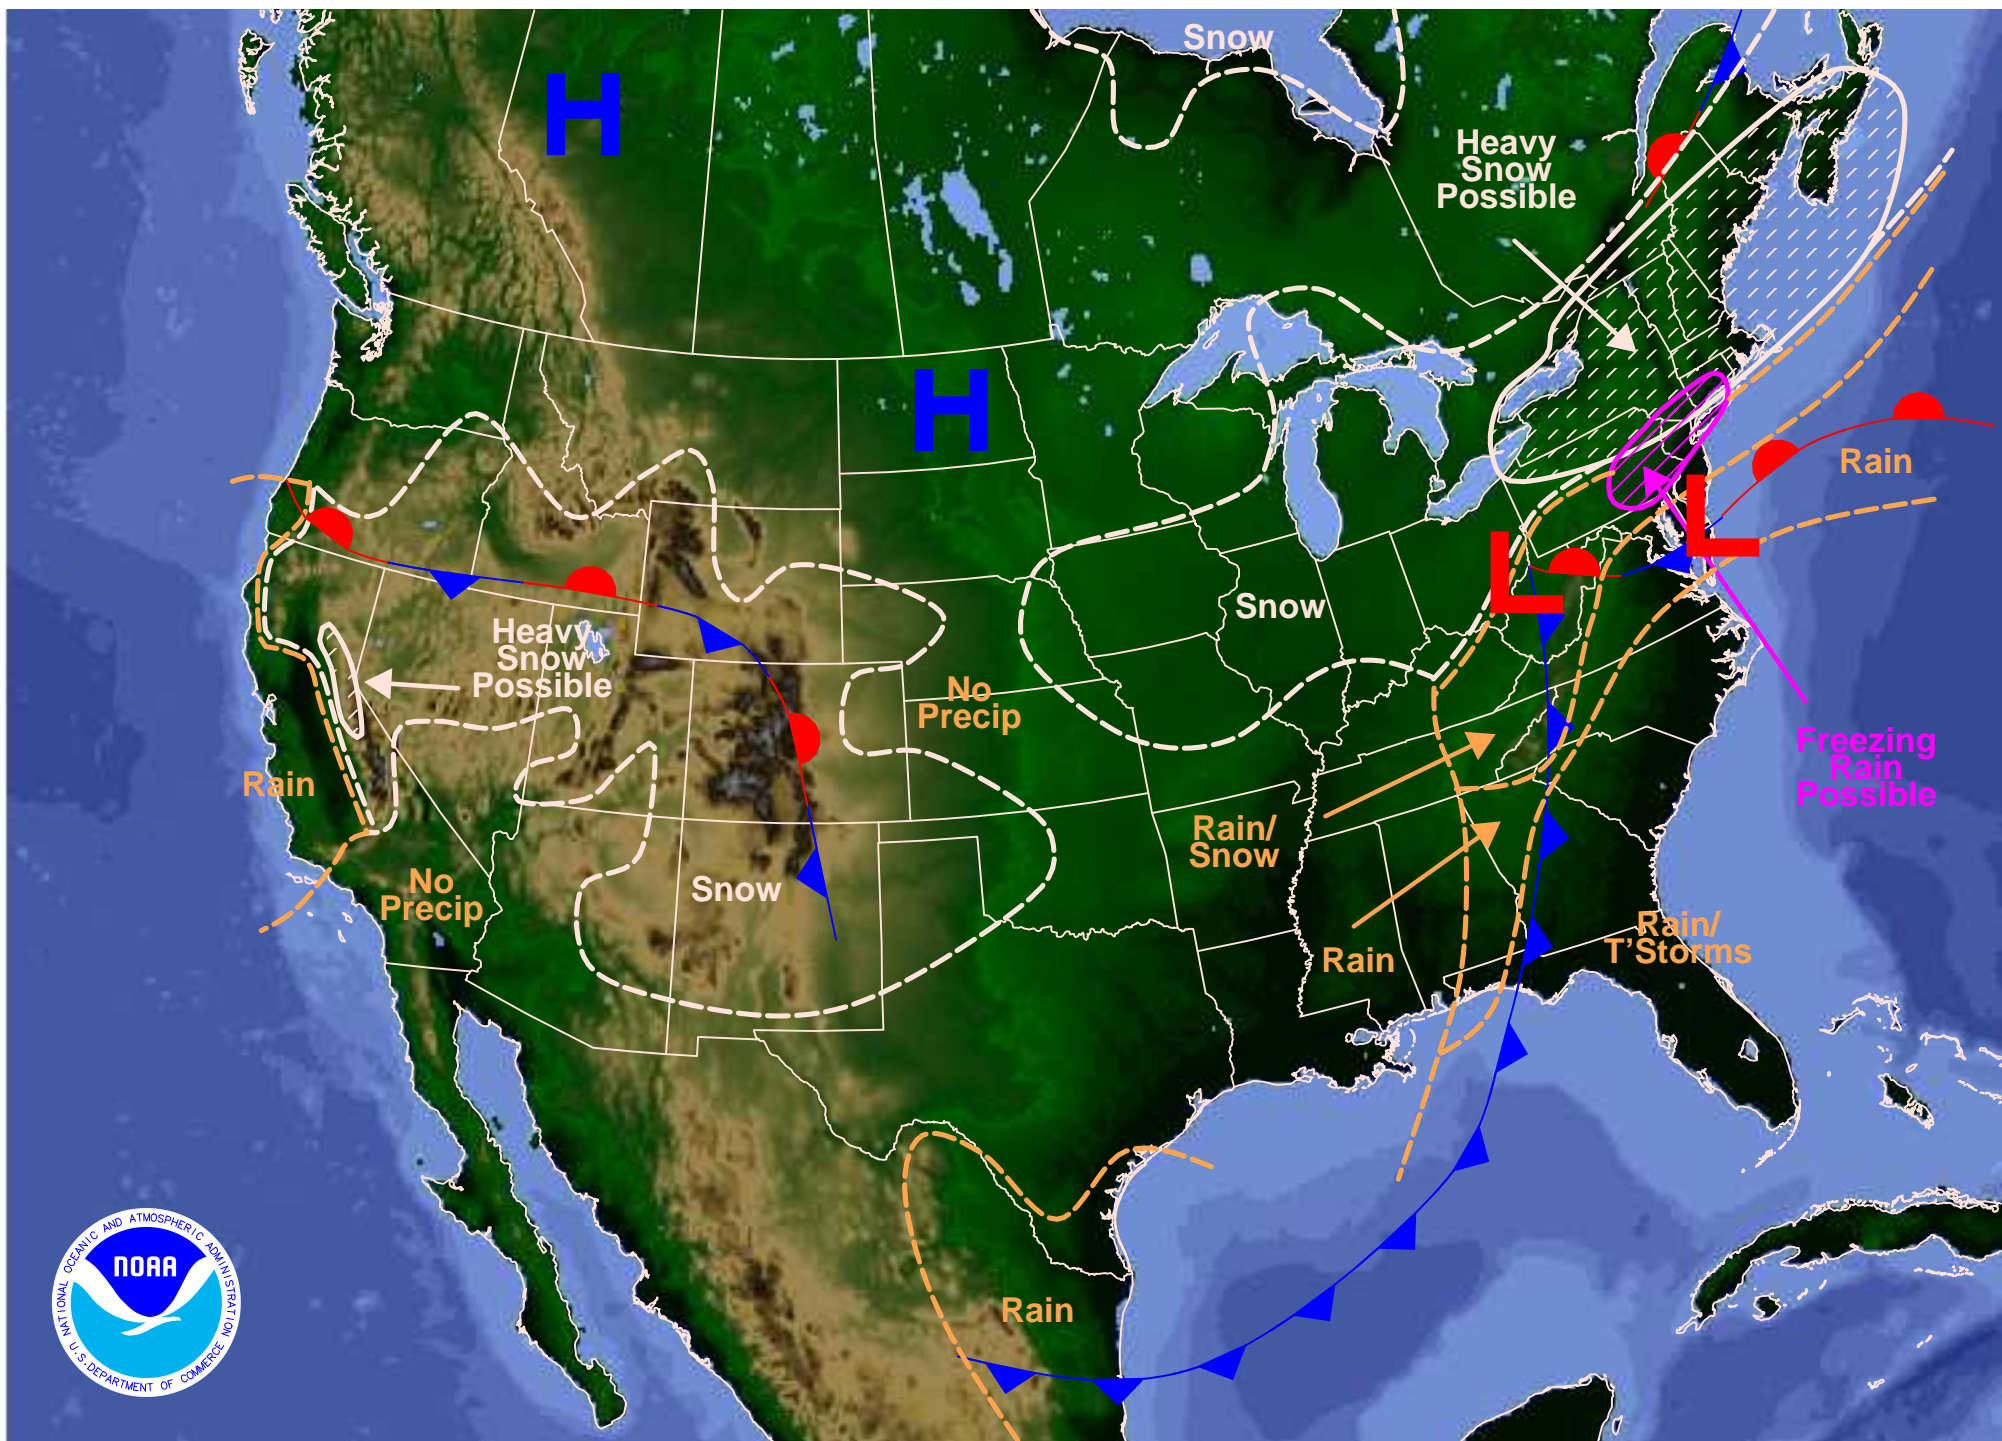 Snow
H
Heavy
Snow
Possible
H
Rain
L
L
Snow
Heavy
Snow
Possible
No
Precip
Freezing
Rain
Possible
Rain
Rain/
Snow
No
Precip
Snow
Rain/
T'Storms
Rain
Rain
NATIONAL OCEANIC AND ATMOSPHERIC ADMINISTRATION
NOAA
U.S. DEPARTMENT OF COMMERCE